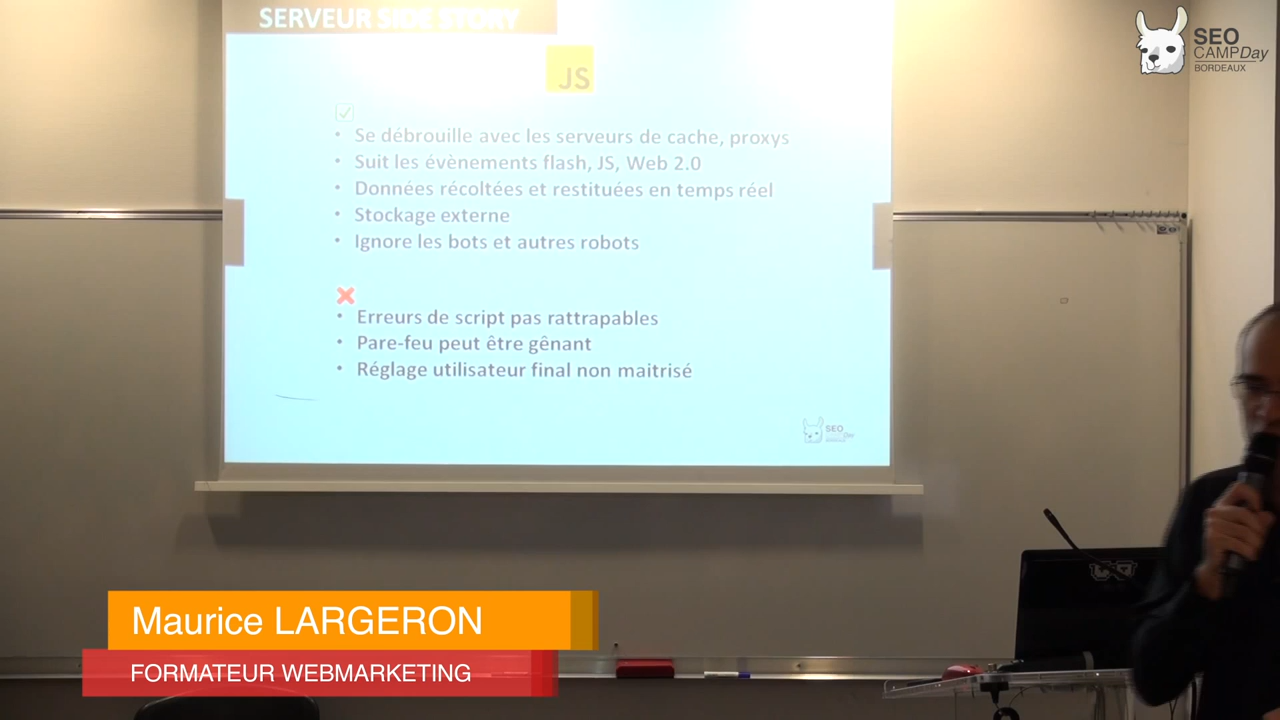 SERVEUR SIDE STORY
JS
• Se débrouille avec les serveurs de cache, proxys
• Suit les évènements flash, JS, Web 2.0
• Données récoltées et restituées en temps réel
• Stockage externe
• Ignore les bots et autres robots
• Erreurs de script pas rattrapables
• Pare-feu peut être gênant
• Réglage utilisateur final non maitrisé
SEO
Day
SEO
CAMPDay
BORDEAUX
Maurice LARGERON
FORMATEUR WEBMARKETING